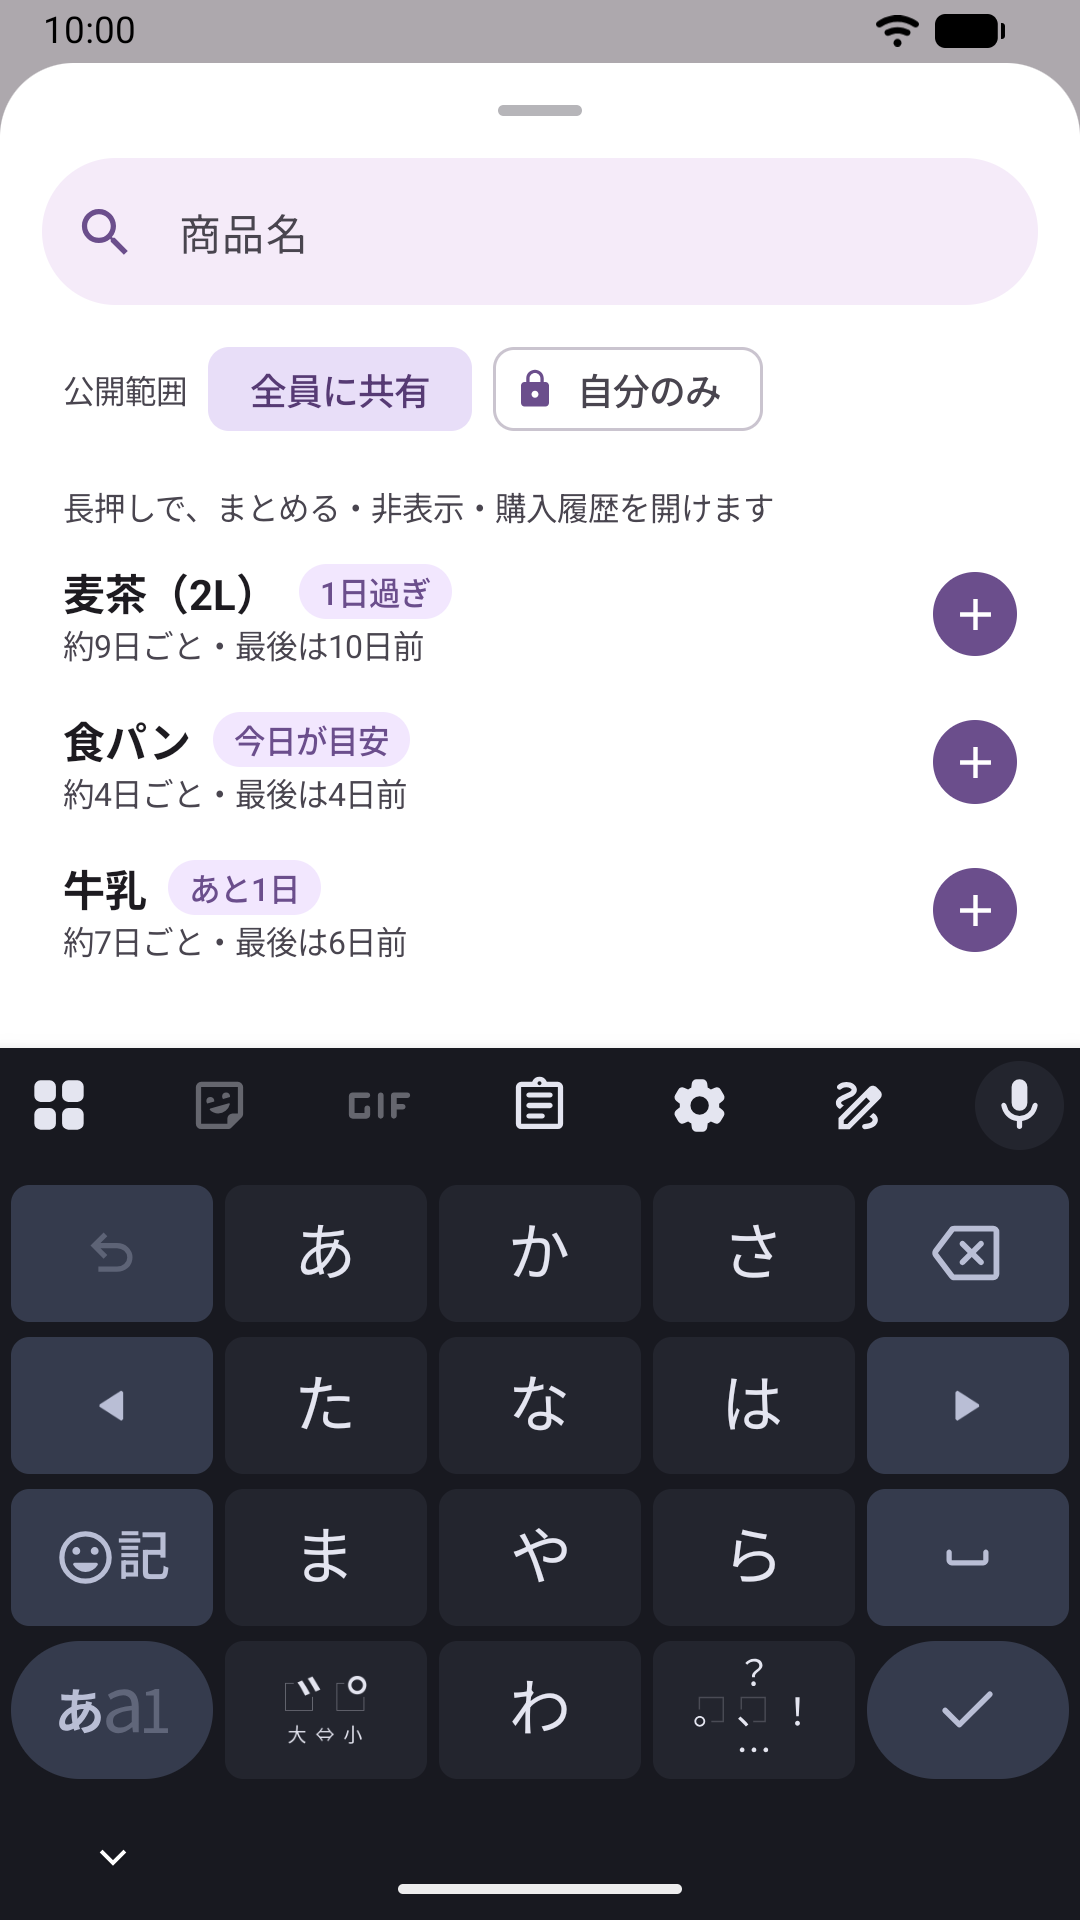 10:00
商品名
公開範囲 全員に共有 自分のみ
長押しで、まとめる・非表示・購入履歴を開けます
麦茶（2L） 1日過ぎ
約9日ごと・最後は10日前
食パン 今日が目安
約4日ごと・最後は4日前
牛乳 あと1日
約7日ごと・最後は6日前
GIF
あ か さ
た な は
記 ま や ら
あa1 ゛゜ 大⇔小 わ 。、？！…